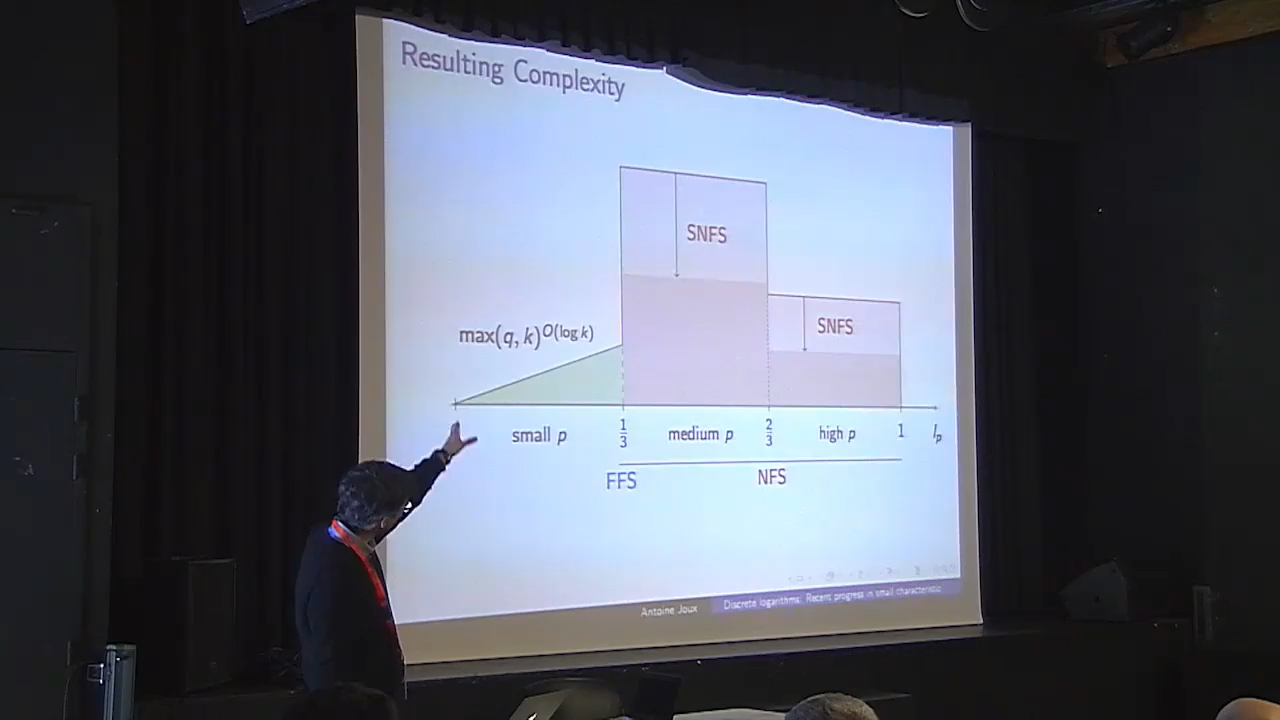 Resulting Complexity
SNFS
SNFS
max(q, k)^{O(log k)}
small p
1/3
medium p
2/3
high p
1
l_p
FFS
NFS
Antoine Joux
Discrete logarithms: Recent progress in small characteristic